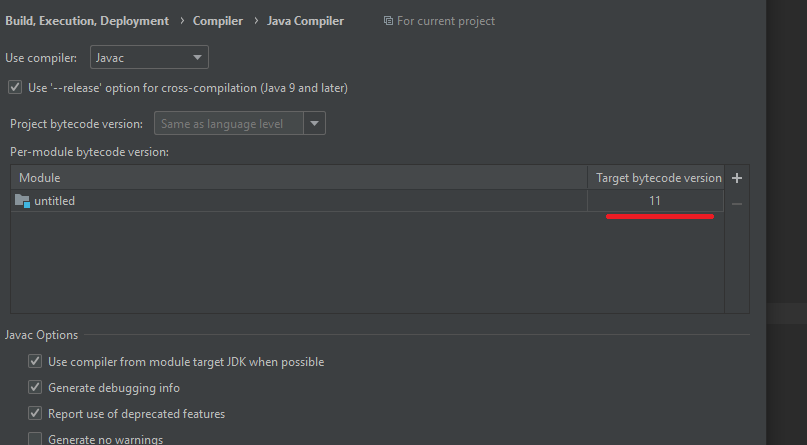 Build, Execution, Deployment › Compiler › Java Compiler For current project
Use compiler: Javac
Use '--release' option for cross-compilation (Java 9 and later)
Project bytecode version: Same as language level
Per-module bytecode version:
Module Target bytecode version
untitled 11
Javac Options
Use compiler from module target JDK when possible
Generate debugging info
Report use of deprecated features
Generate no warnings